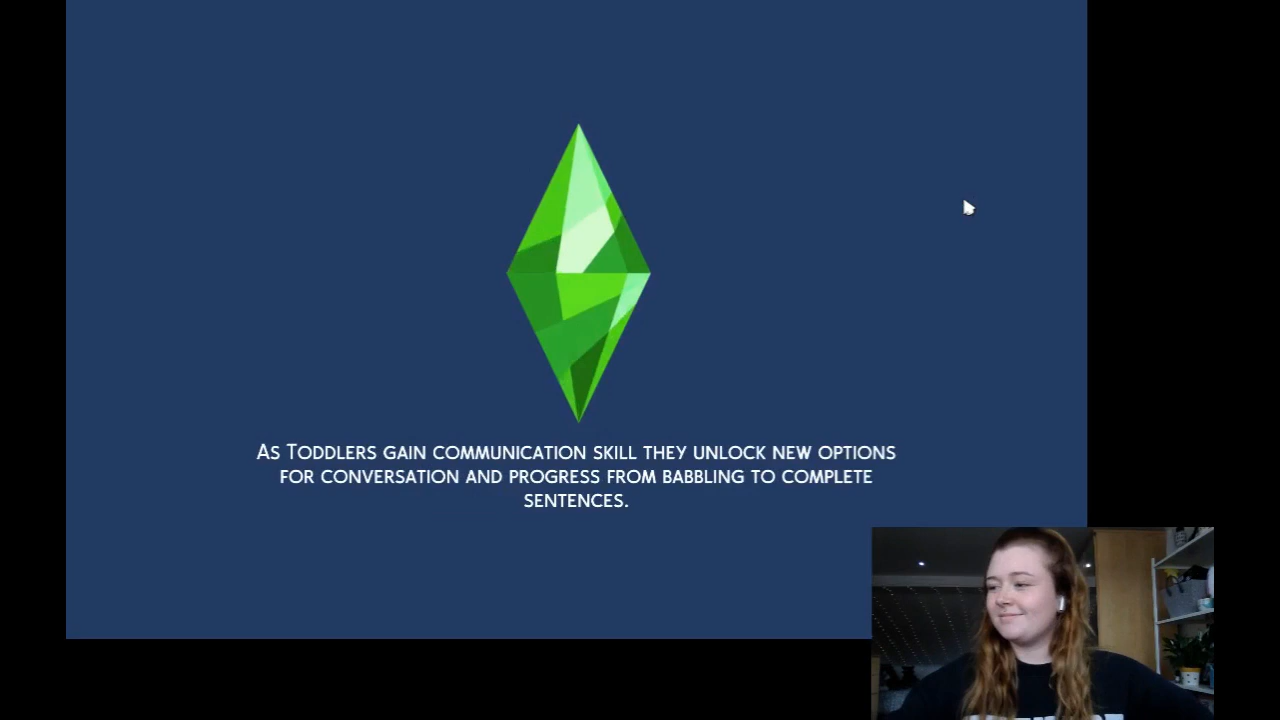 As Toddlers gain communication skill they unlock new options
for conversation and progress from babbling to complete
sentences.